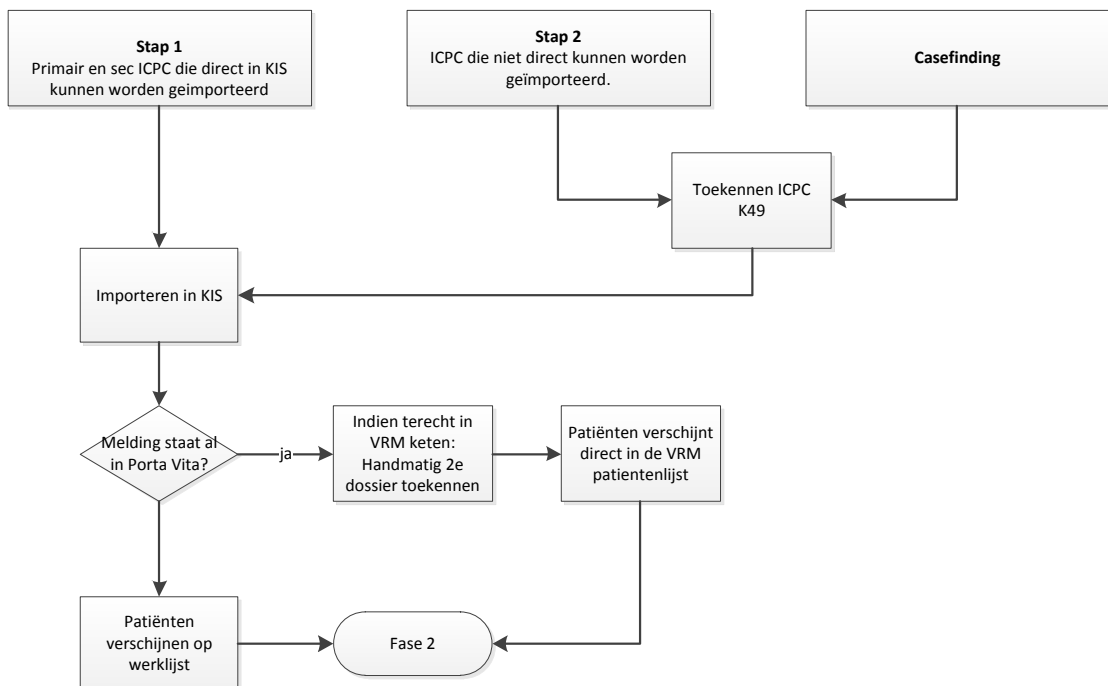 Stap 1
Primair en sec ICPC die direct in KIS
kunnen worden geimporteerd
Stap 2
ICPC die niet direct kunnen worden
geïmporteerd.
Casefinding
Toekennen ICPC
K49
Importeren in KIS
Melding staat al
in Porta Vita?
ja
Indien terecht in
VRM keten:
Handmatig 2e
dossier toekennen
Patiënten verschijnt
direct in de VRM
patientenlijst
Patiënten
verschijnen op
werklijst
Fase 2